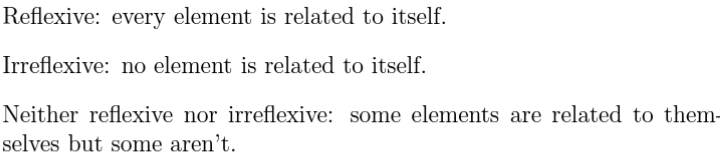 Reflexive: every element is related to itself.
Irreflexive: no element is related to itself.
Neither reflexive nor irreflexive: some elements are related to them-
selves but some aren't.